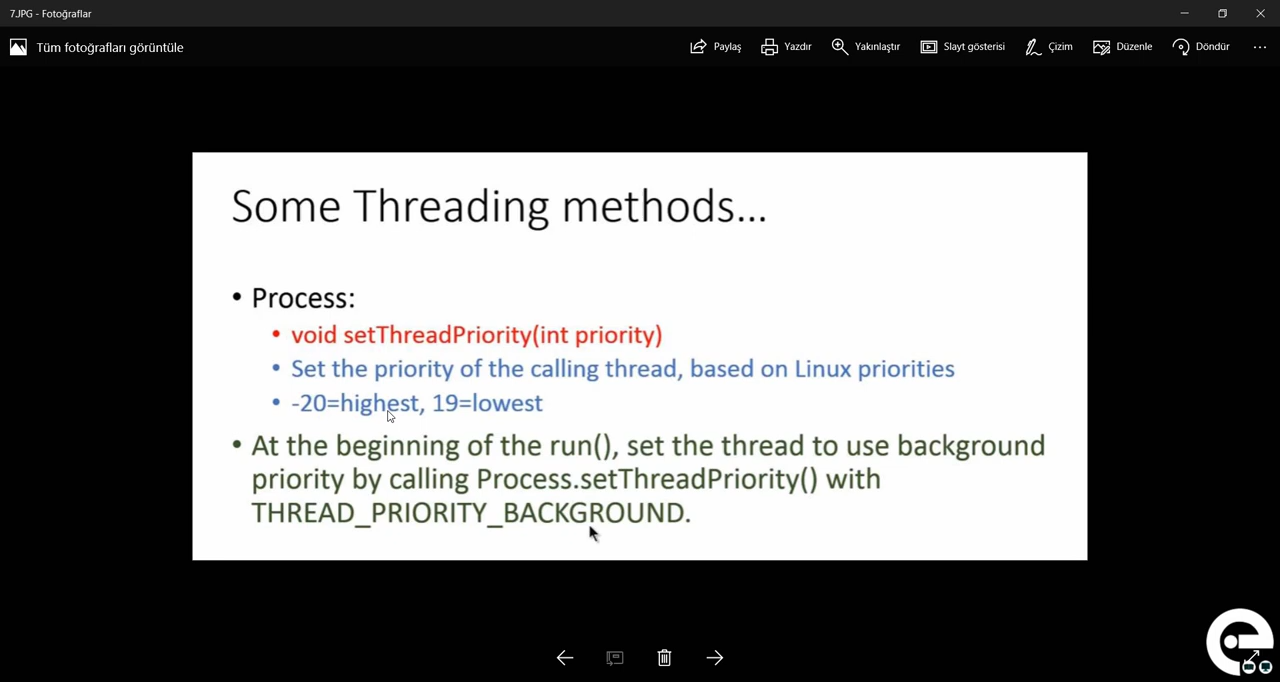 7.JPG - Fotoğraflar
Tüm fotoğrafları görüntüle
Paylaş
Yazdır
Yakınlaştır
Slayt gösterisi
Çizim
Düzenle
Döndür
Some Threading methods...
• Process:
• void setThreadPriority(int priority)
• Set the priority of the calling thread, based on Linux priorities
• -20=highest, 19=lowest
• At the beginning of the run(), set the thread to use background
priority by calling Process.setThreadPriority() with
THREAD_PRIORITY_BACKGROUND.